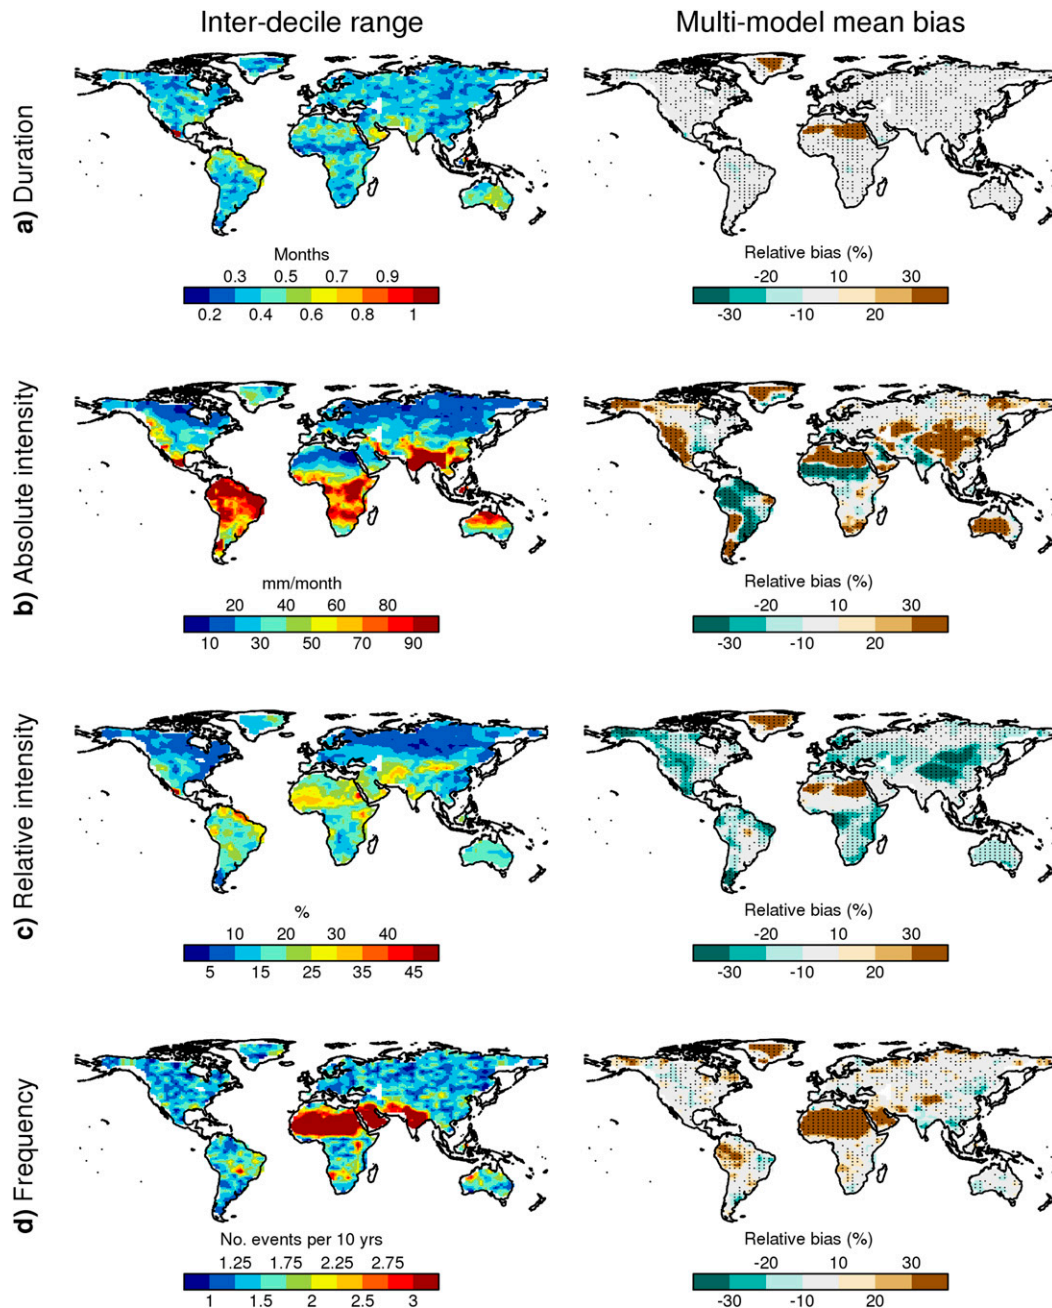 Inter-decile range Multi-model mean bias
a) Duration
Months Relative bias (%)
0.3 0.5 0.7 0.9 -20 10 30
0.2 0.4 0.6 0.8 1 -30 -10 20
b) Absolute intensity
mm/month Relative bias (%)
20 40 60 80 -20 10 30
10 30 50 70 90 -30 -10 20
c) Relative intensity
% Relative bias (%)
10 20 30 40 -20 10 30
5 15 25 35 45 -30 -10 20
d) Frequency
No. events per 10 yrs Relative bias (%)
1.25 1.75 2.25 2.75 -20 10 30
1 1.5 2 2.5 3 -30 -10 20